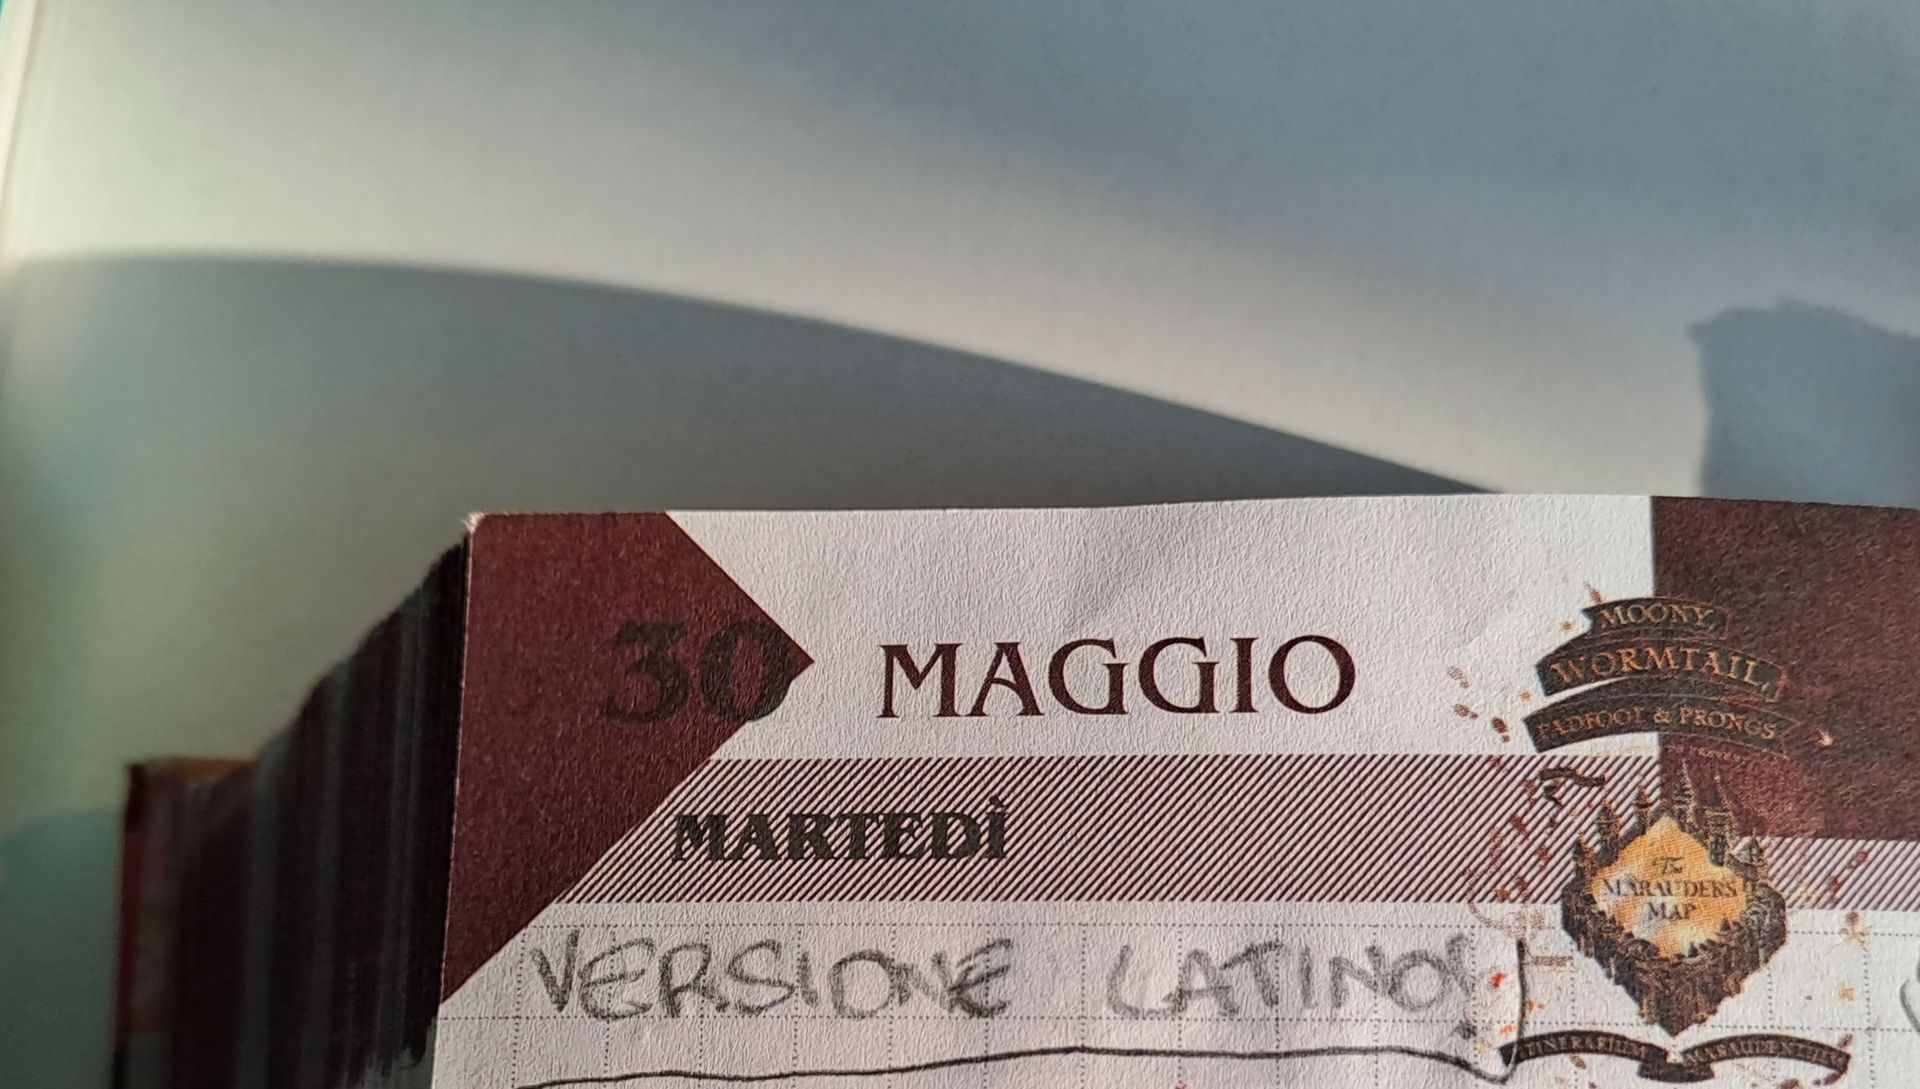 30 MAGGIO
MARTEDÌ
VERSIONE LATINO
MOONY,
WORMTAIL,
PADFOOT & PRONGS
The
MARAUDER'S
MAP